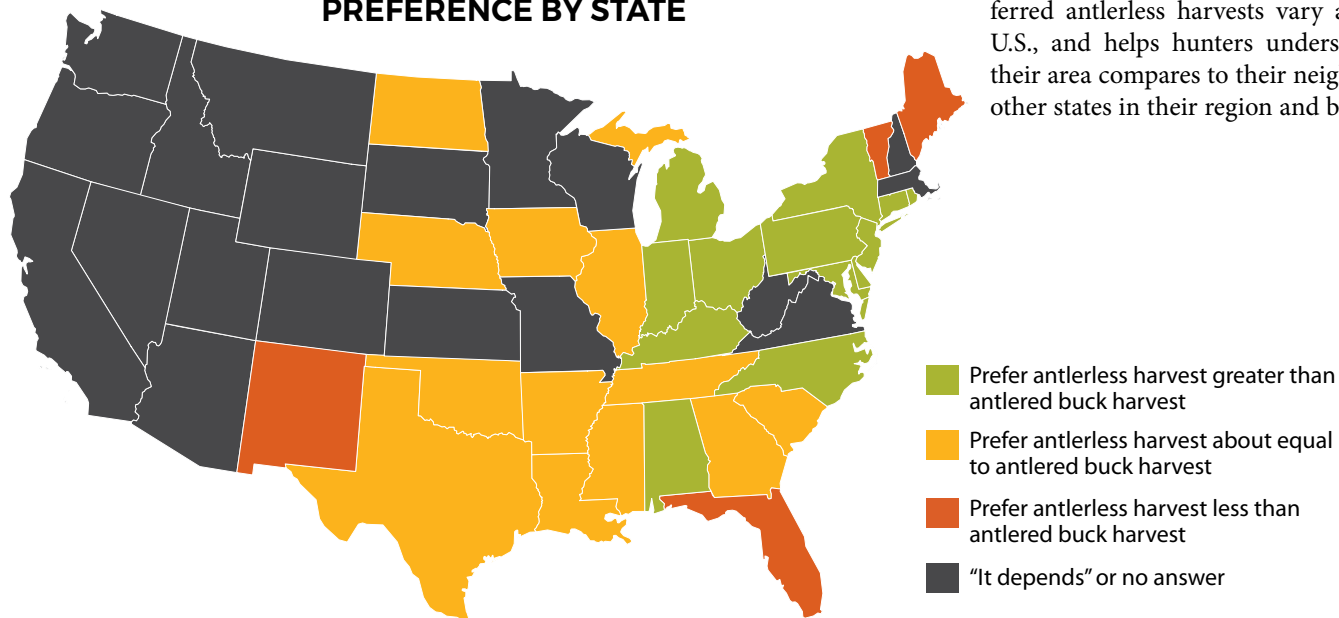 PREFERENCE BY STATE
ferred antlerless harvests vary a
U.S., and helps hunters unders
their area compares to their neig
other states in their region and b
Prefer antlerless harvest greater than
antlered buck harvest
Prefer antlerless harvest about equal
to antlered buck harvest
Prefer antlerless harvest less than
antlered buck harvest
“It depends” or no answer